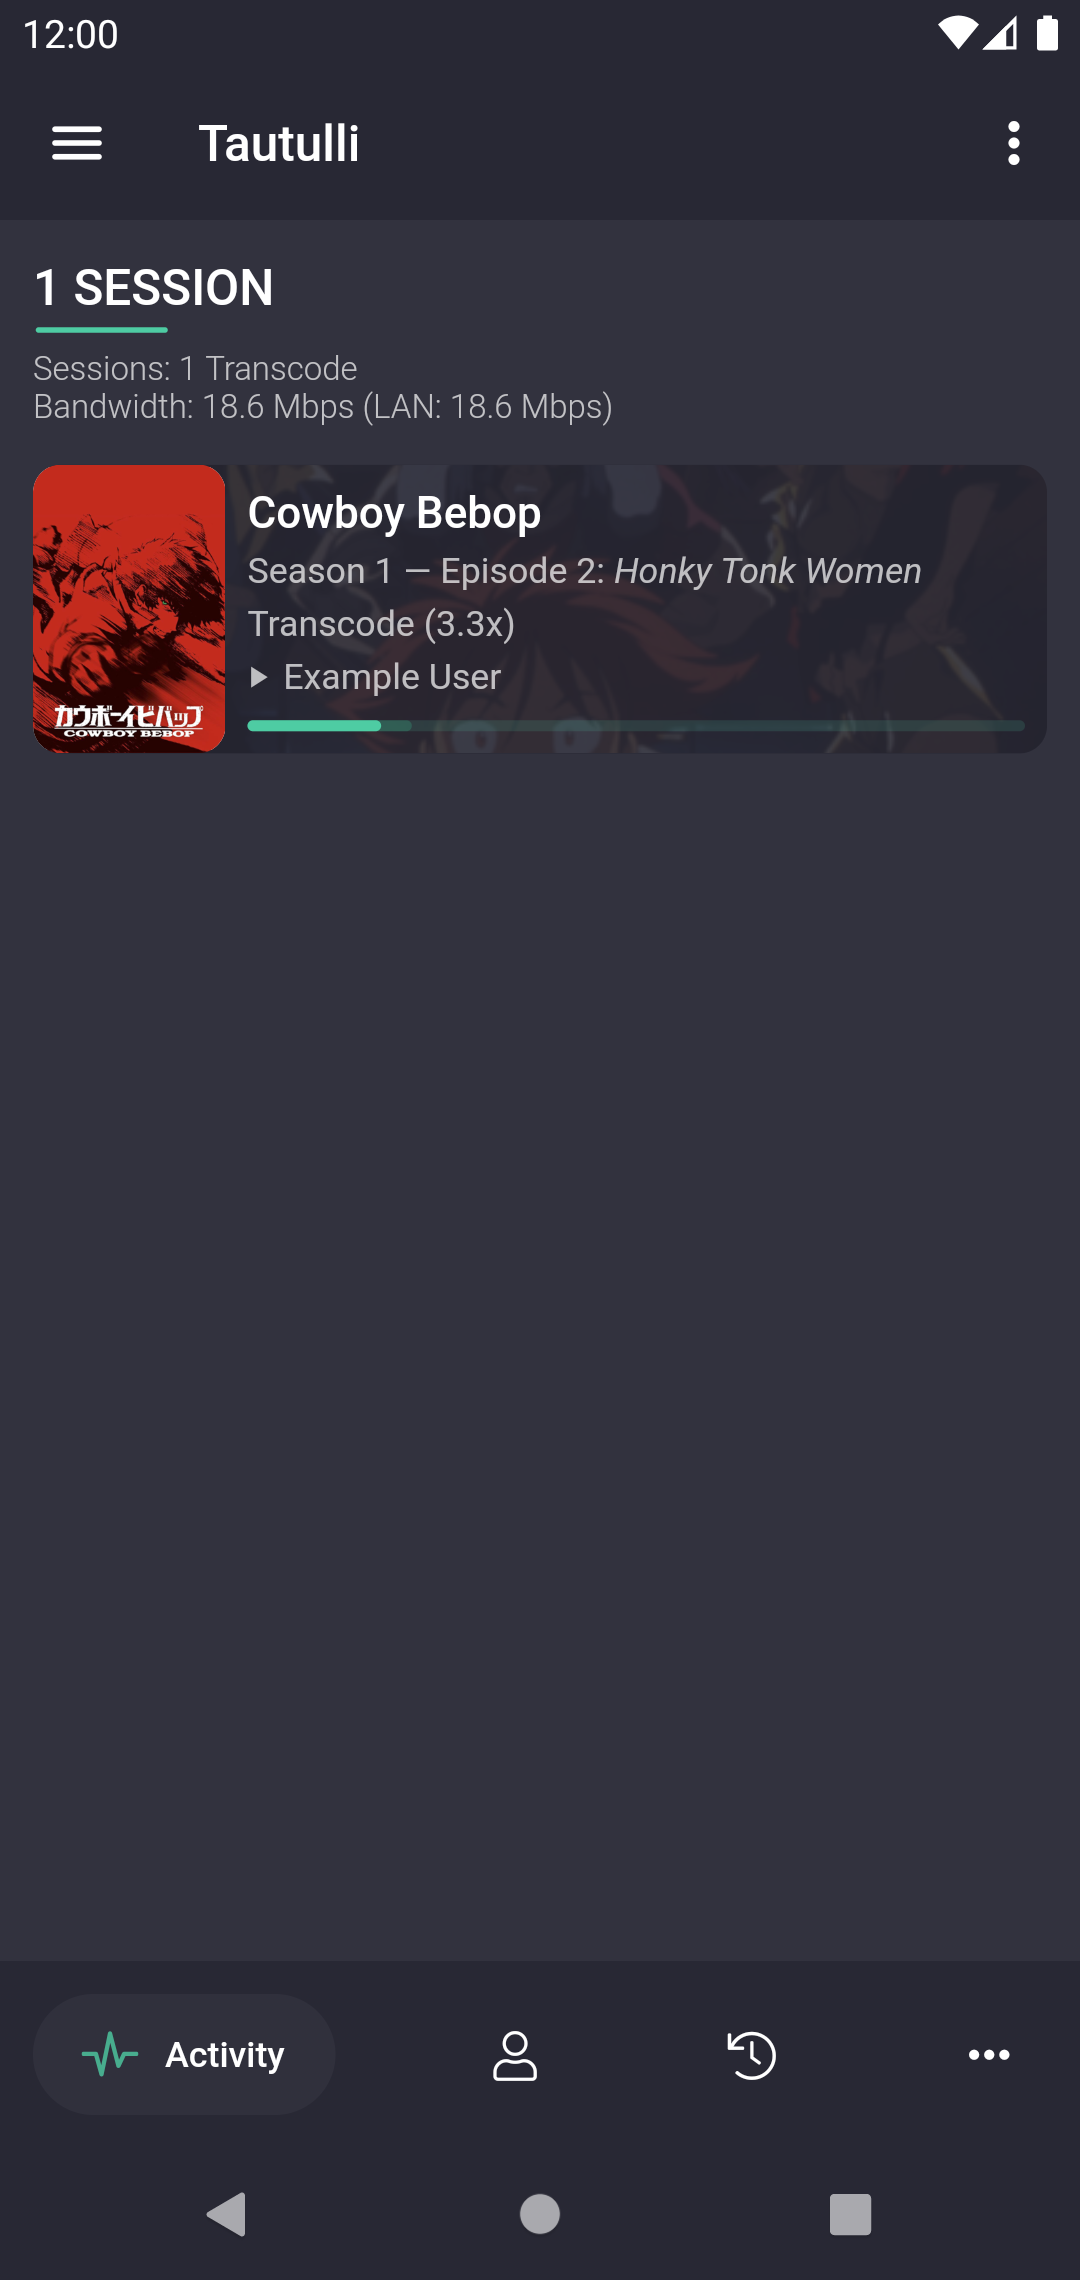 12:00
Tautulli
1 SESSION
Sessions: 1 Transcode
Bandwidth: 18.6 Mbps (LAN: 18.6 Mbps)
Cowboy Bebop
Season 1 — Episode 2: Honky Tonk Women
Transcode (3.3x)
Example User
カウボーイビバップ
COWBOY BEBOP
Activity